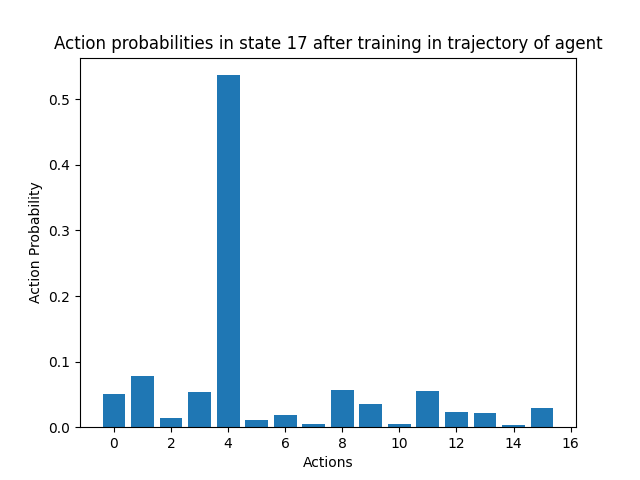 Action probabilities in state 17 after training in trajectory of agent
Action Probability
0.5
0.4
0.3
0.2
0.1
0.0
0 2 4 6 8 10 12 14 16
Actions